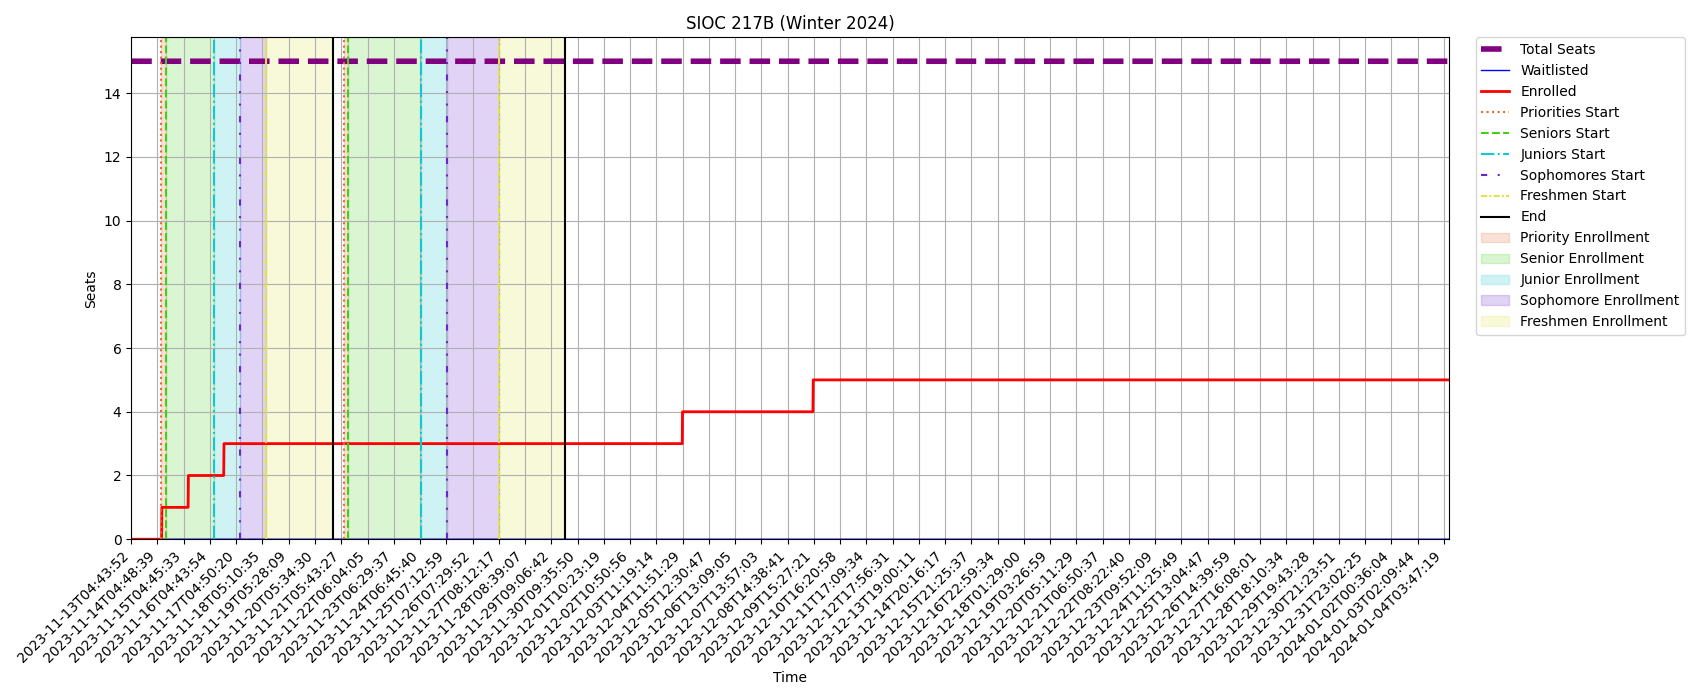 SIOC 217B (Winter 2024)
Seats
14
12
10
8
6
4
2
0
2023-11-13T04:43:52
2023-11-14T04:48:39
2023-11-15T04:45:33
2023-11-16T04:43:54
2023-11-17T04:50:20
2023-11-18T05:10:35
2023-11-19T05:28:09
2023-11-20T05:34:30
2023-11-21T05:43:27
2023-11-22T06:04:05
2023-11-23T06:29:37
2023-11-24T06:45:40
2023-11-25T07:12:59
2023-11-26T07:29:52
2023-11-27T08:12:17
2023-11-28T08:39:07
2023-11-29T09:06:42
2023-11-30T09:35:50
2023-12-01T10:23:19
2023-12-02T10:50:56
2023-12-03T11:19:14
2023-12-04T11:51:29
2023-12-05T12:30:47
2023-12-06T13:09:05
2023-12-07T13:57:03
2023-12-08T14:38:41
2023-12-09T15:27:21
2023-12-10T16:20:58
2023-12-11T17:09:34
2023-12-12T17:56:31
2023-12-13T19:00:11
2023-12-14T20:16:17
2023-12-15T21:25:37
2023-12-16T22:59:34
2023-12-18T01:29:00
2023-12-19T03:26:59
2023-12-20T05:11:29
2023-12-21T06:50:37
2023-12-22T08:22:40
2023-12-23T09:52:09
2023-12-24T11:25:49
2023-12-25T13:04:47
2023-12-26T14:39:59
2023-12-27T16:08:01
2023-12-28T18:10:34
2023-12-29T19:43:28
2023-12-30T21:23:51
2023-12-31T23:02:25
2024-01-02T00:36:04
2024-01-03T02:09:44
2024-01-04T03:47:19
Time
Total Seats
Waitlisted
Enrolled
Priorities Start
Seniors Start
Juniors Start
Sophomores Start
Freshmen Start
End
Priority Enrollment
Senior Enrollment
Junior Enrollment
Sophomore Enrollment
Freshmen Enrollment